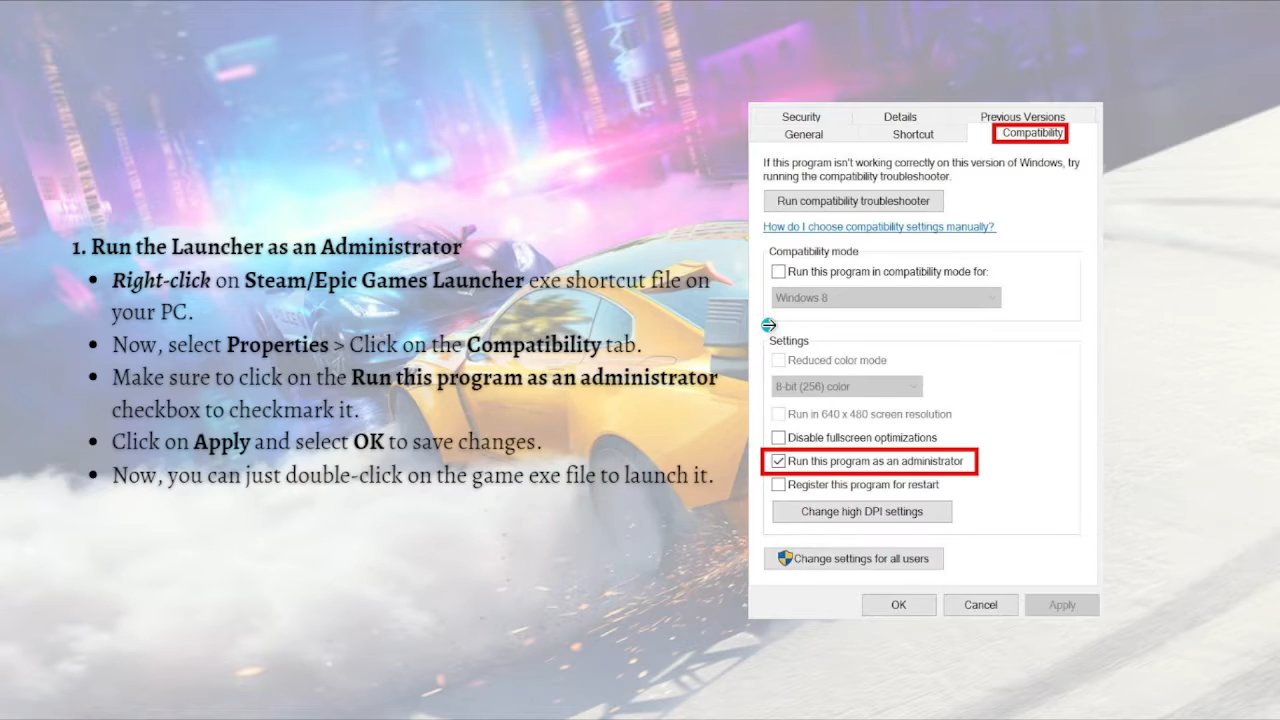 1. Run the Launcher as an Administrator
• Right-click on Steam/Epic Games Launcher exe shortcut file on
your PC.
• Now, select Properties > Click on the Compatibility tab.
• Make sure to click on the Run this program as an administrator
checkbox to checkmark it.
• Click on Apply and select OK to save changes.
• Now, you can just double-click on the game exe file to launch it.
Security Details Previous Versions
General Shortcut Compatibility
If this program isn't working correctly on this version of Windows, try
running the compatibility troubleshooter.
Run compatibility troubleshooter
How do I choose compatibility settings manually?
Compatibility mode
Run this program in compatibility mode for:
Windows 8
Settings
Reduced color mode
8-bit (256) color
Run in 640 x 480 screen resolution
Disable fullscreen optimizations
Run this program as an administrator
Register this program for restart
Change high DPI settings
Change settings for all users
OK Cancel Apply